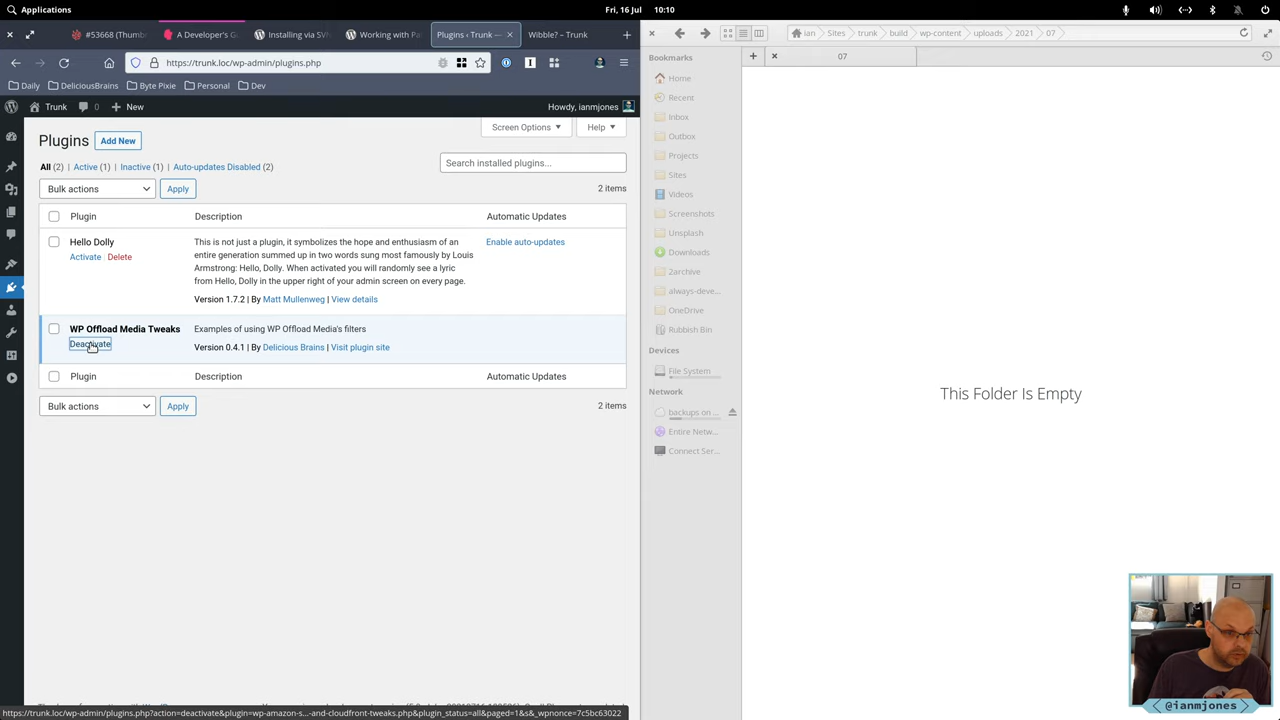 Applications
Fri, 16 Jul 10:10
#53668 (Thumb
A Developer's G
Installing via SVN
Working with Pa
Plugins ‹ Trunk —
Wibble? – Trunk
https://trunk.loc/wp-admin/plugins.php
Daily
DeliciousBrains
Byte Pixie
Personal
Dev
Trunk
0
New
Howdy, ianmjones
Screen Options
Help
Plugins
Add New
All (2) | Active (1) | Inactive (1) | Auto-updates Disabled (2)
Search installed plugins...
Bulk actions
Apply
2 items
Plugin
Description
Automatic Updates
Hello Dolly
Activate | Delete
This is not just a plugin, it symbolizes the hope and enthusiasm of an
entire generation summed up in two words sung most famously by Louis
Armstrong: Hello, Dolly. When activated you will randomly see a lyric
from Hello, Dolly in the upper right of your admin screen on every page.
Version 1.7.2 | By Matt Mullenweg | View details
Enable auto-updates
WP Offload Media Tweaks
Deactivate
Examples of using WP Offload Media's filters
Version 0.4.1 | By Delicious Brains | Visit plugin site
Plugin
Description
Automatic Updates
Bulk actions
Apply
2 items
https://trunk.loc/wp-admin/plugins.php?action=deactivate&plugin=wp-amazon-s...-and-cloudfront-tweaks.php&plugin_status=all&paged=1&s&_wpnonce=7c5bc63022
ian
Sites
trunk
build
wp-content
uploads
2021
07
07
Bookmarks
Home
Recent
Inbox
Outbox
Projects
Sites
Videos
Screenshots
Unsplash
Downloads
2archive
always-deve...
OneDrive
Rubbish Bin
Devices
File System
Network
backups on ...
Entire Netw...
Connect Ser...
This Folder Is Empty
@ianmjones